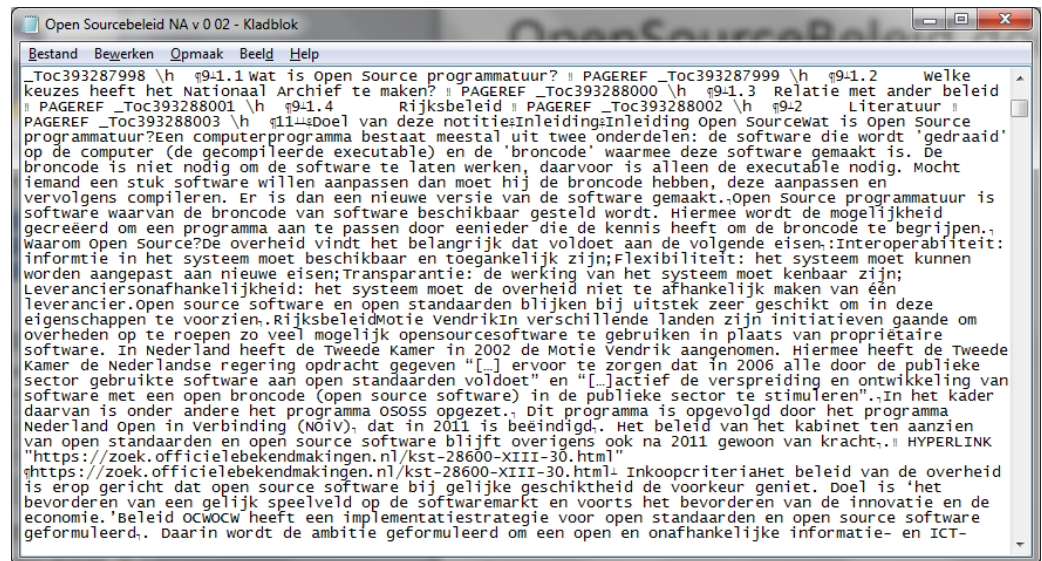 Open Sourcebeleid NA v 0 02 - Kladblok
Bestand Bewerken Opmaak Beeld Help
_Toc393287998 \h ¶9┴1.1 Wat is Open Source programmatuur? ‼ PAGEREF _Toc393287999 \h ¶9┴1.2 Welke
keuzes heeft het Nationaal Archief te maken? ‼ PAGEREF _Toc393288000 \h ¶9┴1.3 Relatie met ander beleid
‼ PAGEREF _Toc393288001 \h ¶9┴1.4 Rijksbeleid ‼ PAGEREF _Toc393288002 \h ¶9┴2 Literatuur ‼
PAGEREF _Toc393288003 \h ¶11┴┴‡Doel van deze notitie‡Inleiding‡Inleiding Open SourceWat is Open Source
programmatuur?Een computerprogramma bestaat meestal uit twee onderdelen: de software die wordt 'gedraaid'
op de computer (de gecompileerde executable) en de 'broncode' waarmee deze software gemaakt is. De
broncode is niet nodig om de software te laten werken, daarvoor is alleen de executable nodig. Mocht
iemand een stuk software willen aanpassen dan moet hij de broncode hebben, deze aanpassen en
vervolgens compileren. Er is dan een nieuwe versie van de software gemaakt.┐Open Source programmatuur is
software waarvan de broncode van software beschikbaar gesteld wordt. Hiermee wordt de mogelijkheid
gecreëerd om een programma aan te passen door eenieder die de kennis heeft om de broncode te begrijpen.┐
Waarom Open Source?De overheid vindt het belangrijk dat voldoet aan de volgende eisen┐:Interoperabiliteit:
informtie in het systeem moet beschikbaar en toegankelijk zijn;Flexibiliteit: het systeem moet kunnen
worden aangepast aan nieuwe eisen;Transparantie: de werking van het systeem moet kenbaar zijn;
Leveranciersonafhankelijkheid: het systeem moet de overheid niet te afhankelijk maken van één
leverancier.Open source software en open standaarden blijken bij uitstek zeer geschikt om in deze
eigenschappen te voorzien┐.RijksbeleidMotie VendrikIn verschillende landen zijn initiatieven gaande om
overheden op te roepen zo veel mogelijk opensourcesoftware te gebruiken in plaats van propriëtaire
software. In Nederland heeft de Tweede Kamer in 2002 de Motie Vendrik aangenomen. Hiermee heeft de Tweede
Kamer de Nederlandse regering opdracht gegeven “[…] ervoor te zorgen dat in 2006 alle door de publieke
sector gebruikte software aan open standaarden voldoet” en “[…]actief de verspreiding en ontwikkeling van
software met een open broncode (open source software) in de publieke sector te stimuleren”.┐In het kader
daarvan is onder andere het programma OSOSS opgezet.┐ Dit programma is opgevolgd door het programma
Nederland Open in Verbinding (NOiV)┐ dat in 2011 is beëindigd┐. Het beleid van het kabinet ten aanzien
van open standaarden en open source software blijft overigens ook na 2011 gewoon van kracht┐.‼ HYPERLINK
"https://zoek.officielebekendmakingen.nl/kst-28600-XIII-30.html"
¶https://zoek.officielebekendmakingen.nl/kst-28600-XIII-30.html┴ InkoopcriteriaHet beleid van de overheid
is erop gericht dat open source software bij gelijke geschiktheid de voorkeur geniet. Doel is ‘het
bevorderen van een gelijk speelveld op de softwaremarkt en voorts het bevorderen van de innovatie en de
economie.'Beleid OCWOCW heeft een implementatiestrategie voor open standaarden en open source software
geformuleerd┐. Daarin wordt de ambitie geformuleerd om een open en onafhankelijke informatie- en ICT-